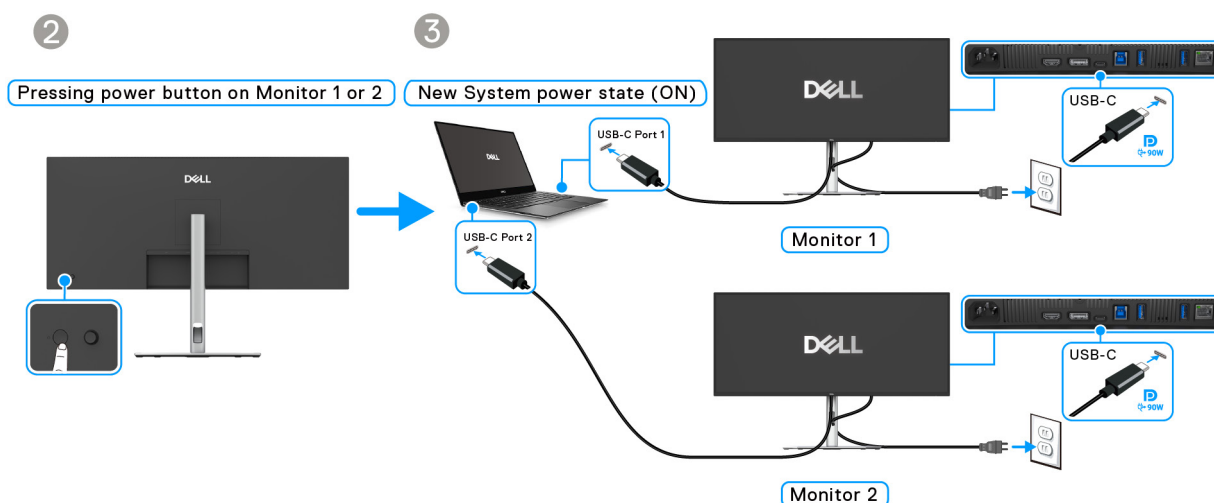 2
3
Pressing power button on Monitor 1 or 2
New System power state (ON)
DELL
DELL
USB-C Port 1
USB-C Port 2
DELL
USB-C
90W
Monitor 1
DELL
USB-C
90W
Monitor 2